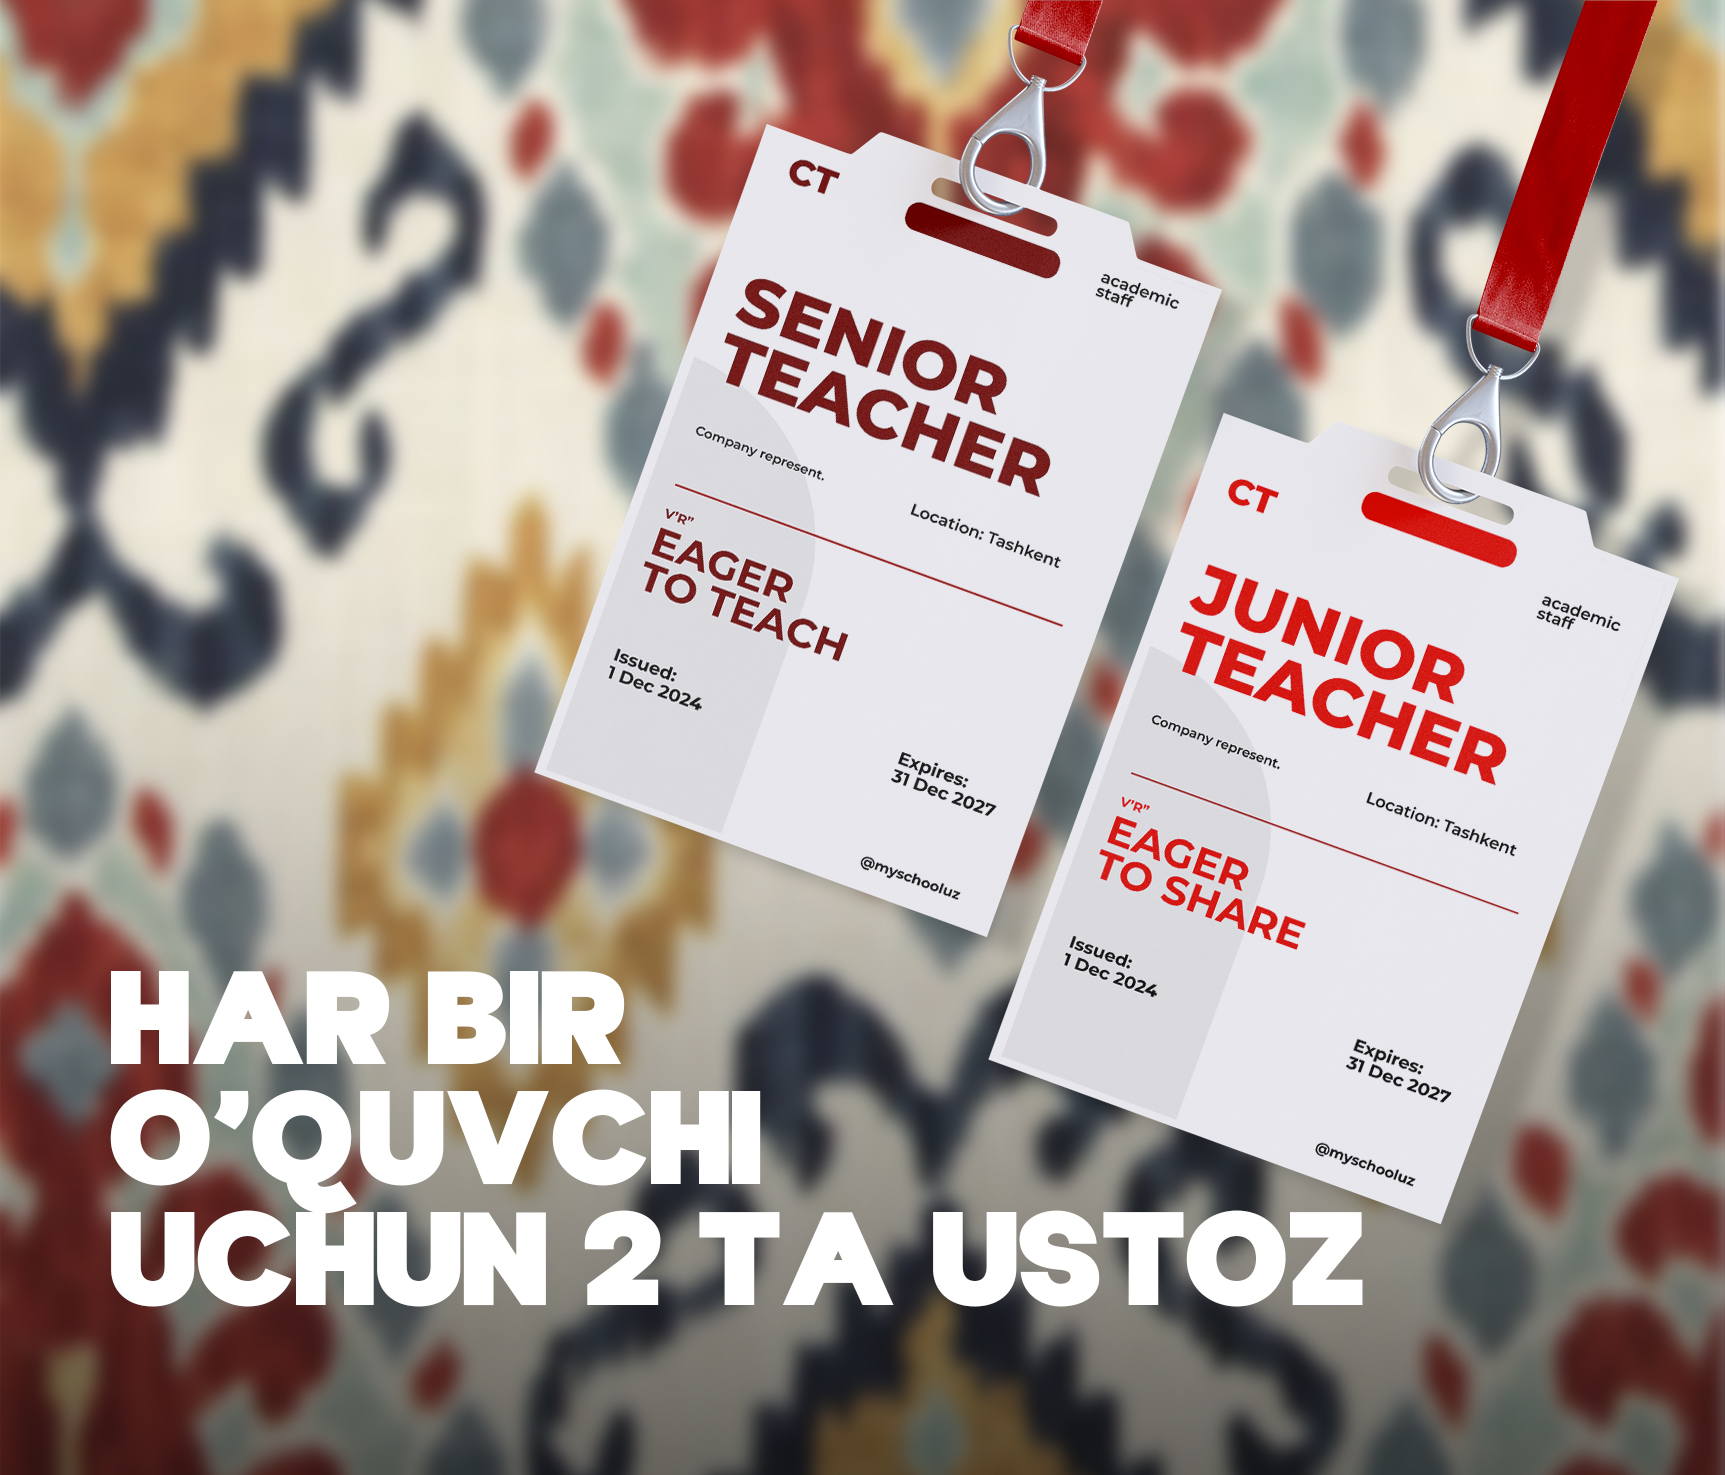 CT
academic
staff
SENIOR
TEACHER
Company represent.
Location: Tashkent
V'R"
EAGER
TO TEACH
Issued:
1 Dec 2024
Expires:
31 Dec 2027
@myschooluz
CT
academic
staff
JUNIOR
TEACHER
Company represent.
Location: Tashkent
V'R"
EAGER
TO SHARE
Issued:
1 Dec 2024
Expires:
31 Dec 2027
@myschooluz
HAR BIR
O'QUVCHI
UCHUN 2 TA USTOZ